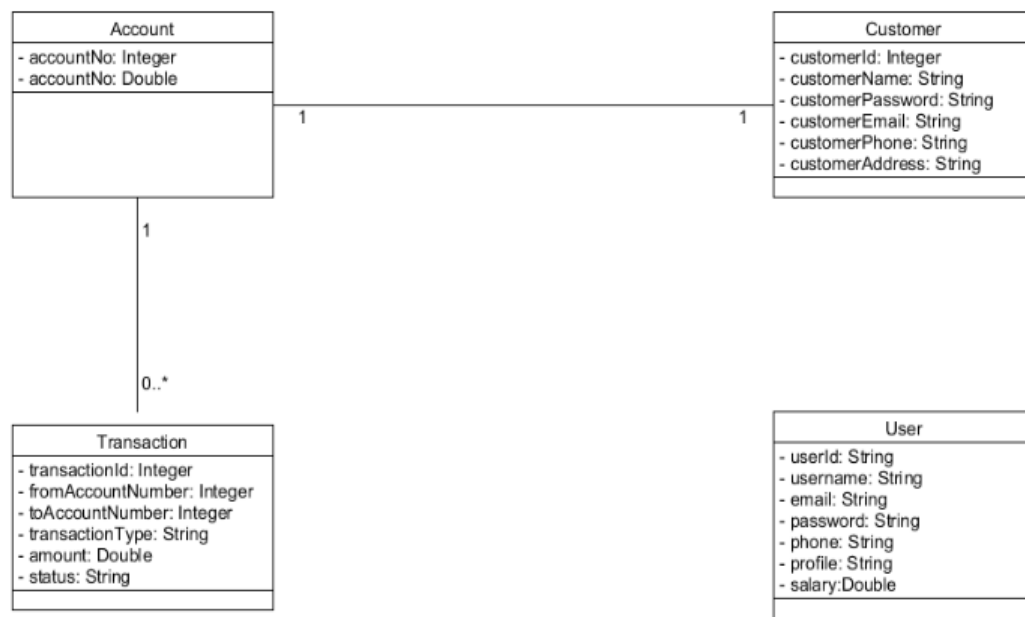 Account
- accountNo: Integer
- accountNo: Double
Customer
- customerId: Integer
- customerName: String
- customerPassword: String
- customerEmail: String
- customerPhone: String
- customerAddress: String
1
1
1
0..*
Transaction
- transactionId: Integer
- fromAccountNumber: Integer
- toAccountNumber: Integer
- transactionType: String
- amount: Double
- status: String
User
- userId: String
- username: String
- email: String
- password: String
- phone: String
- profile: String
- salary:Double